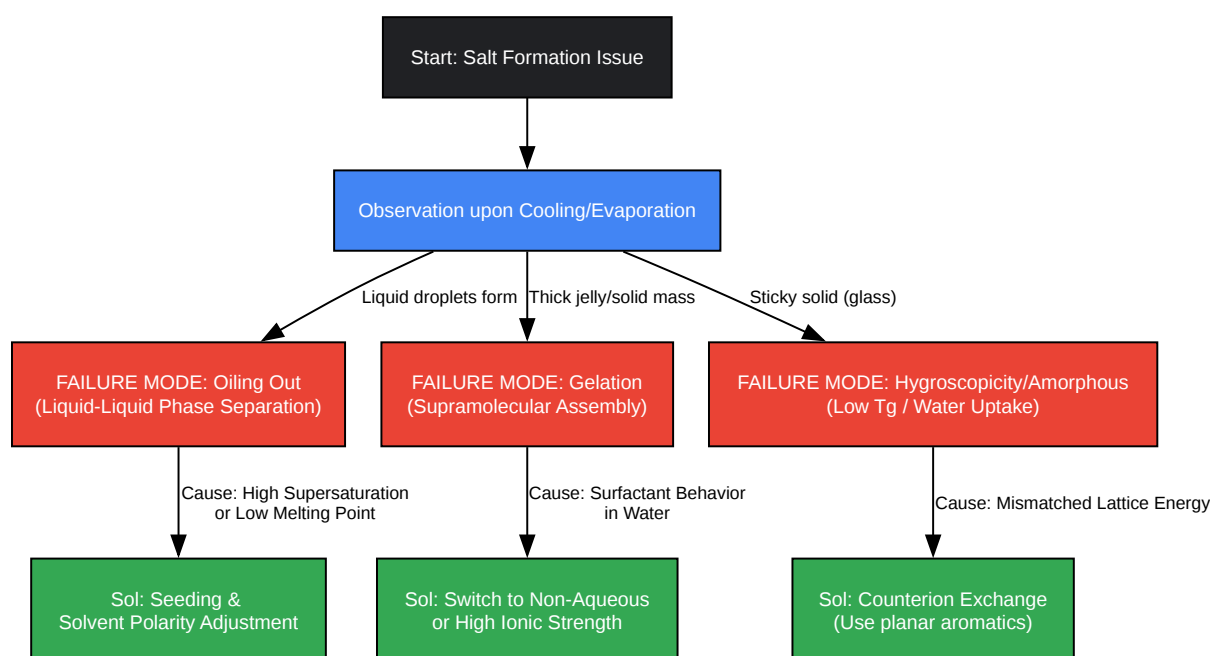 Start: Salt Formation Issue
Observation upon Cooling/Evaporation
Liquid droplets form
Thick jelly/solid mass
Sticky solid (glass)
FAILURE MODE: Oiling Out
(Liquid-Liquid Phase Separation)
FAILURE MODE: Gelation
(Supramolecular Assembly)
FAILURE MODE: Hygroscopicity/Amorphous
(Low Tg / Water Uptake)
Cause: High Supersaturation
or Low Melting Point
Cause: Surfactant Behavior
in Water
Cause: Mismatched Lattice Energy
Sol: Seeding &
Solvent Polarity Adjustment
Sol: Switch to Non-Aqueous
or High Ionic Strength
Sol: Counterion Exchange
(Use planar aromatics)